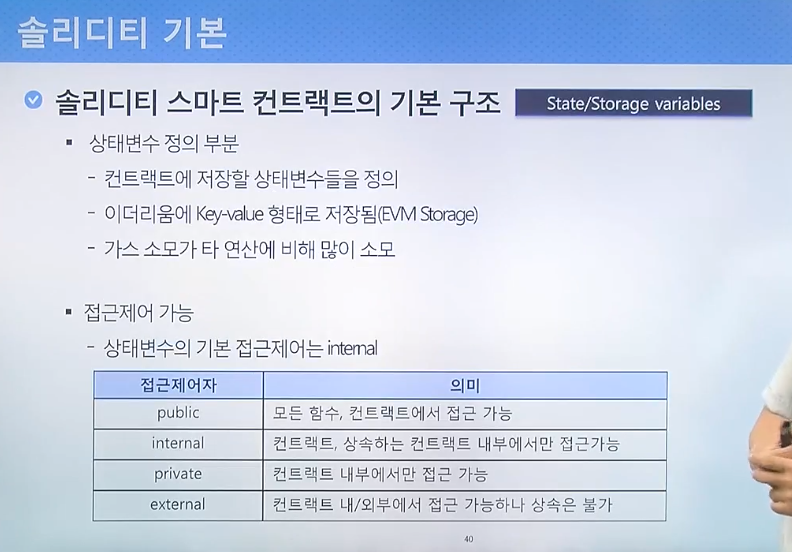 솔리디티 기본
솔리디티 스마트 컨트랙트의 기본 구조
State/Storage variables
▪ 상태변수 정의 부분
- 컨트랙트에 저장할 상태변수들을 정의
- 이더리움에 Key-value 형태로 저장됨(EVM Storage)
- 가스 소모가 타 연산에 비해 많이 소모
▪ 접근제어 가능
- 상태변수의 기본 접근제어는 internal
접근제어자 의미
public 모든 함수, 컨트랙트에서 접근 가능
internal 컨트랙트, 상속하는 컨트랙트 내부에서만 접근가능
private 컨트랙트 내부에서만 접근 가능
external 컨트랙트 내/외부에서 접근 가능하나 상속은 불가
40